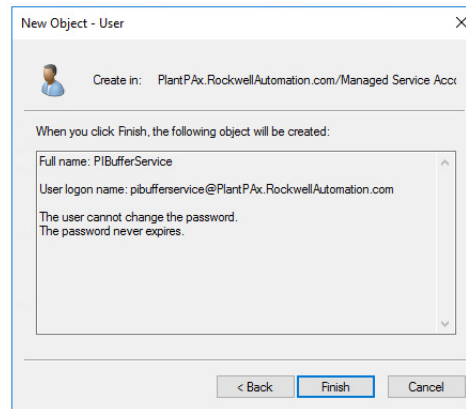 New Object - User
Create in: PlantPAx.RockwellAutomation.com/Managed Service Acc
When you click Finish, the following object will be created:
Full name: PIBufferService
User logon name: pibufferservice@PlantPAx.RockwellAutomation.com
The user cannot change the password.
The password never expires.
< Back Finish Cancel